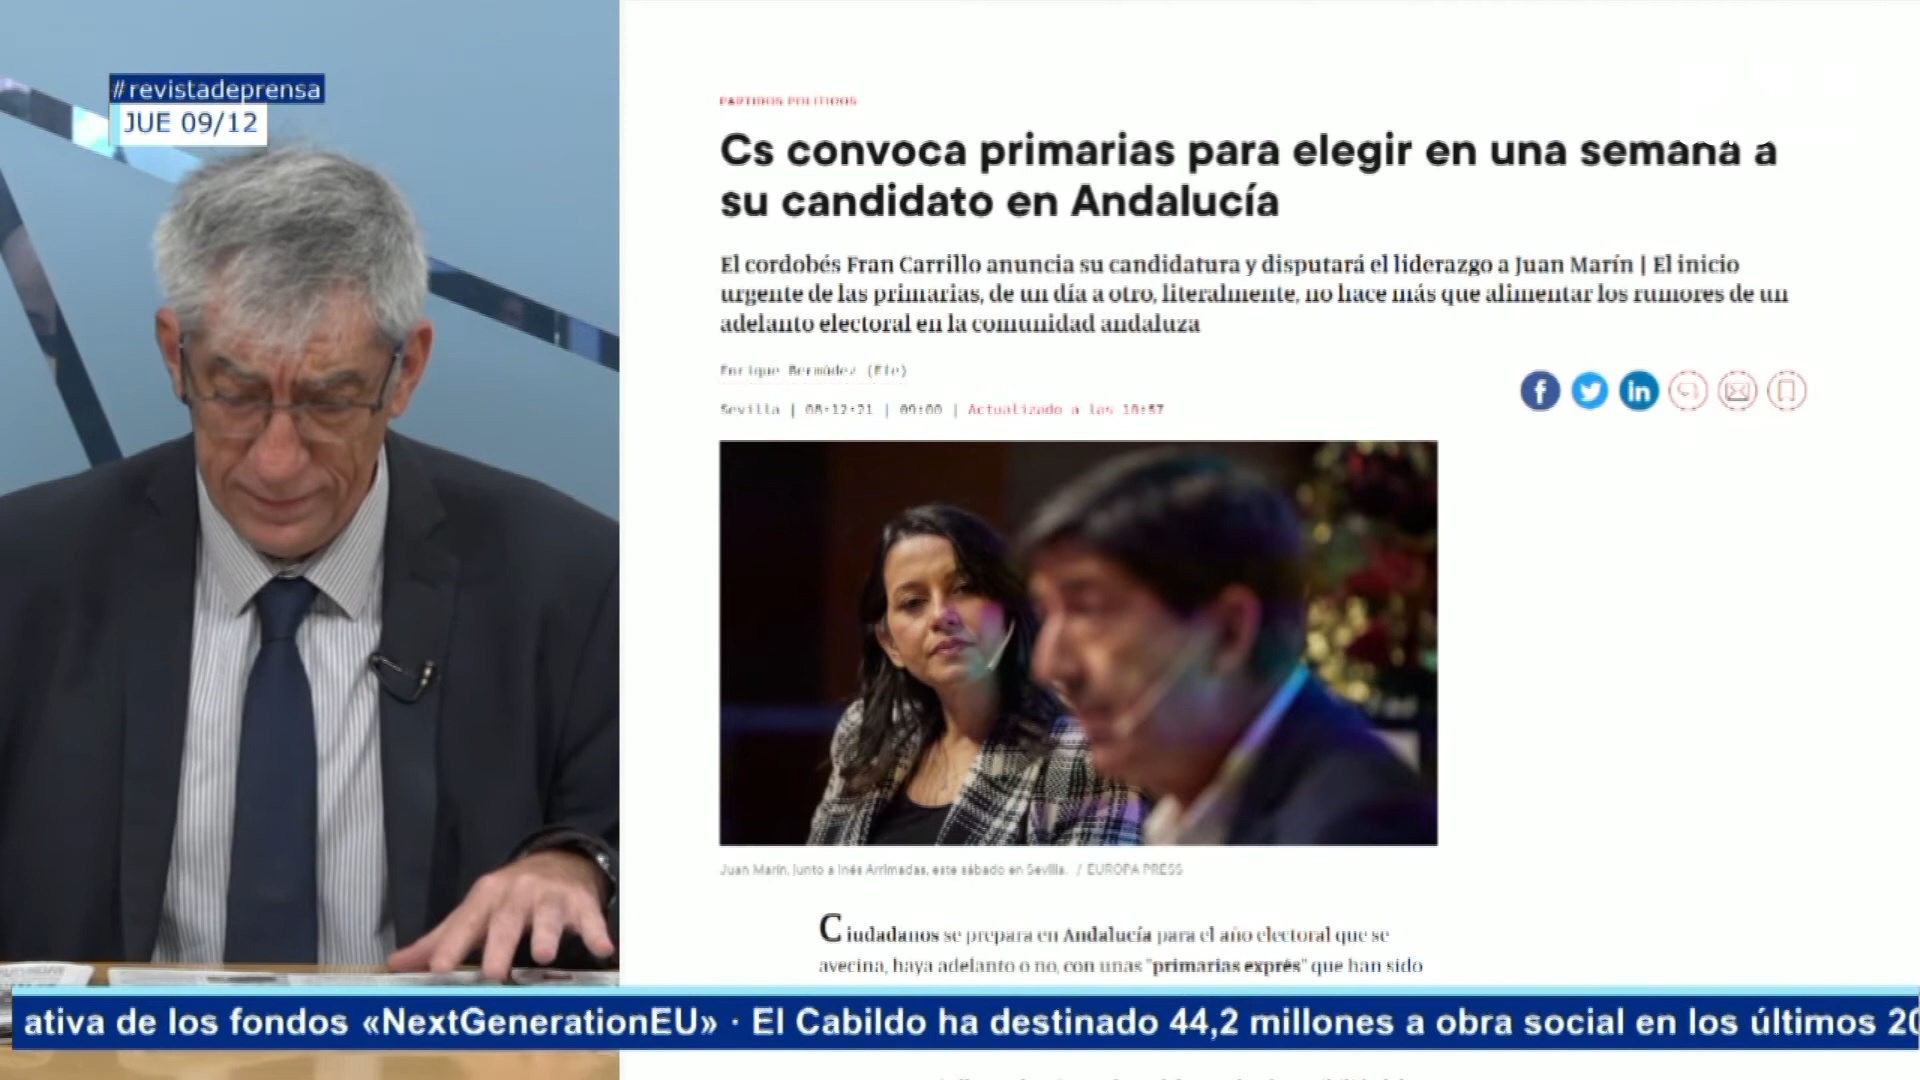 #revistadeprensa
JUE 09/12
PARTIDOS POLÍTICOS
Cs convoca primarias para elegir en una semana a
su candidato en Andalucía
El cordobés Fran Carrillo anuncia su candidatura y disputará el liderazgo a Juan Marín | El inicio
urgente de las primarias, de un día a otro, literalmente, no hace más que alimentar los rumores de un
adelanto electoral en la comunidad andaluza
Enrique Bermúdez (Efe)
Sevilla | 08·12·21 | 09:00 | Actualizado a las 10:57
Juan Marín, junto a Inés Arrimadas, este sábado en Sevilla. / EUROPA PRESS
Ciudadanos se prepara en Andalucía para el año electoral que se
avecina, haya adelanto o no, con unas "primarias exprés" que han sido
ativa de los fondos «NextGenerationEU» · El Cabildo ha destinado 44,2 millones a obra social en los últimos 20